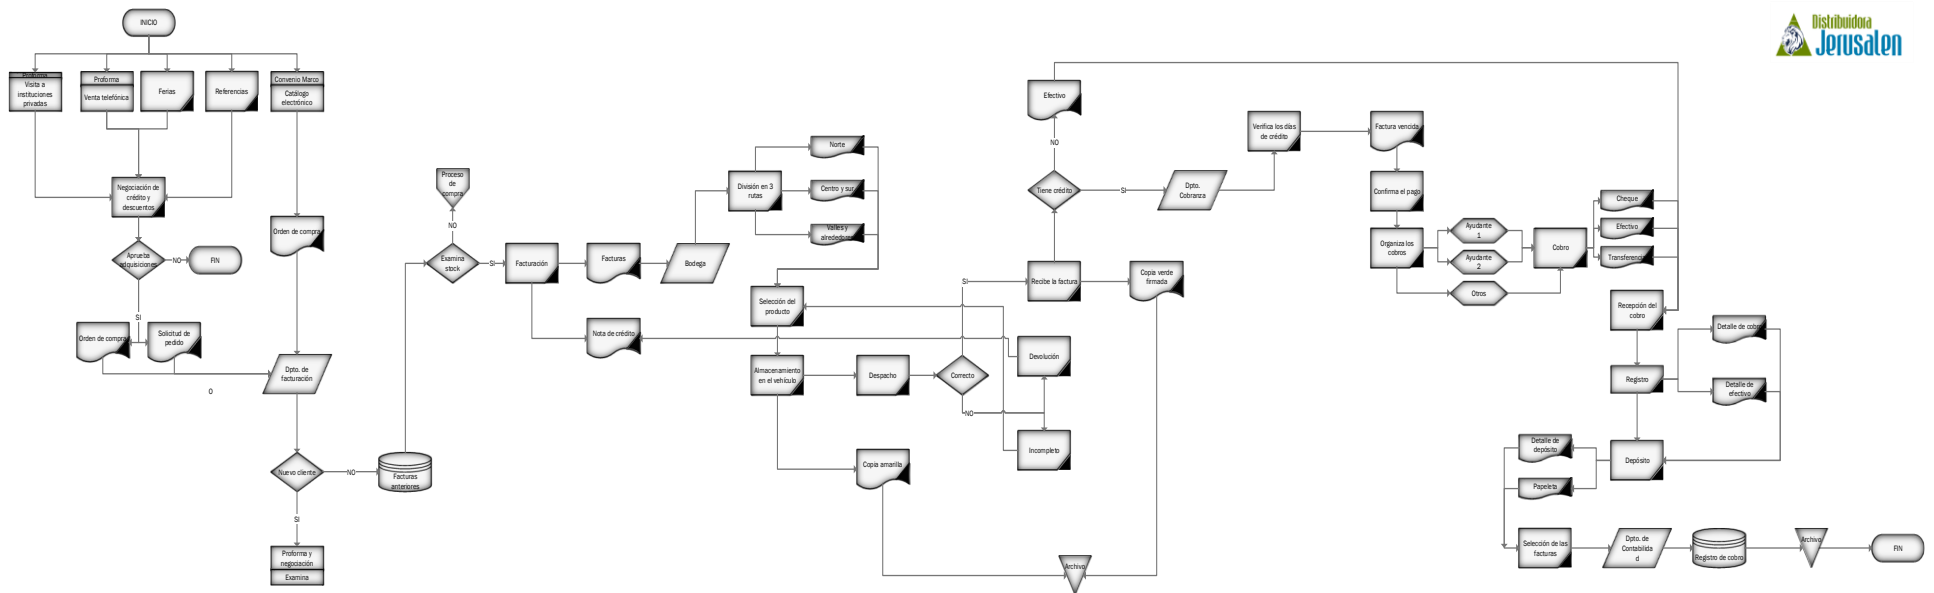 INICIO
Distribuidora
Jerusalen
Proforma
Visita a
instituciones
privadas
Proforma
Venta telefónica
Ferias
Referencias
Convenio Marco
Catálogo
electrónico
Negociación de
crédito y
descuentos
Aprueba
adquisiciones
NO
FIN
SI
Orden de compra
Solicitud de
pedido
O
Orden de compra
Dpto. de
facturación
Nuevo cliente
NO
SI
Proforma y
negociación
Examina
Facturas
anteriores
Proceso
de
compra
NO
Examina
stock
SI
Facturación
Facturas
Bodega
Nota de crédito
División en 3
rutas
Norte
Centro y sur
Valles y
alrededores
Selección del
producto
Almacenamiento
en el vehículo
Despacho
Correcto
SI
NO
Devolución
Incompleto
Copia amarilla
Archivo
Recibe la factura
Copia verde
firmada
Tiene crédito
NO
Efectivo
SI
Dpto.
Cobranza
Verifica los días
de crédito
Factura vencida
Confirma el pago
Organiza los
cobros
Ayudante
1
Ayudante
2
Otros
Cobro
Cheque
Efectivo
Transferencia
Recepción del
cobro
Registro
Detalle de cobro
Detalle de
efectivo
Depósito
Detalle de
depósito
Papeleta
Selección de las
facturas
Dpto. de
Contabilida
d
Registro de cobro
Archivo
FIN